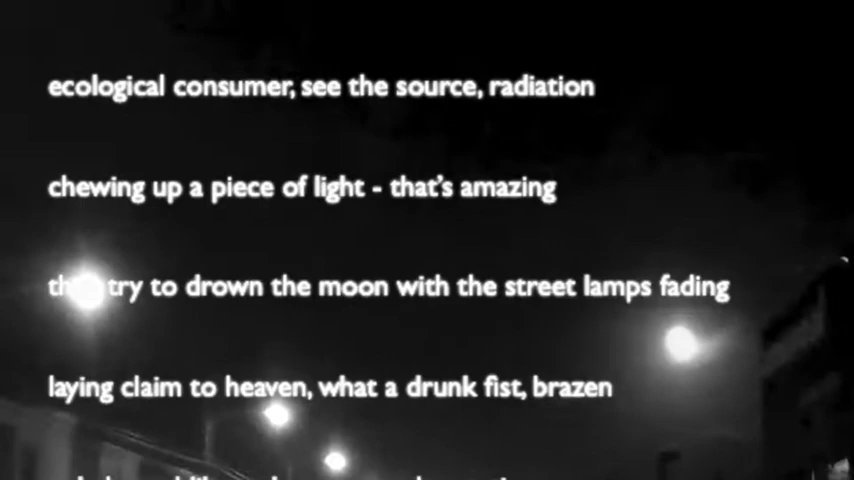 ecological consumer, see the source, radiation
chewing up a piece of light - that's amazing
try to drown the moon with the street lamps fading
laying claim to heaven, what a drunk fist, brazen